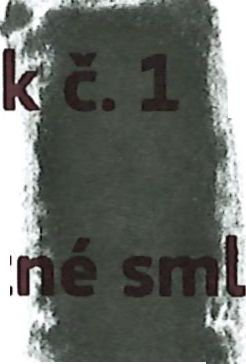 k č. 1
né sml